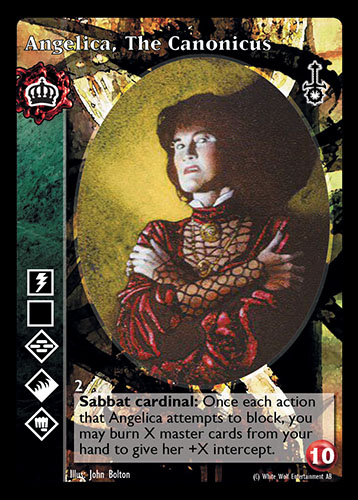 Angelica, The Canonicus
2
Sabbat cardinal: Once each action
that Angelica attempts to block, you
may burn X master cards from your
hand to give her +X intercept.
10
Illus: John Bolton
(C) White Wolf Entertainment AB